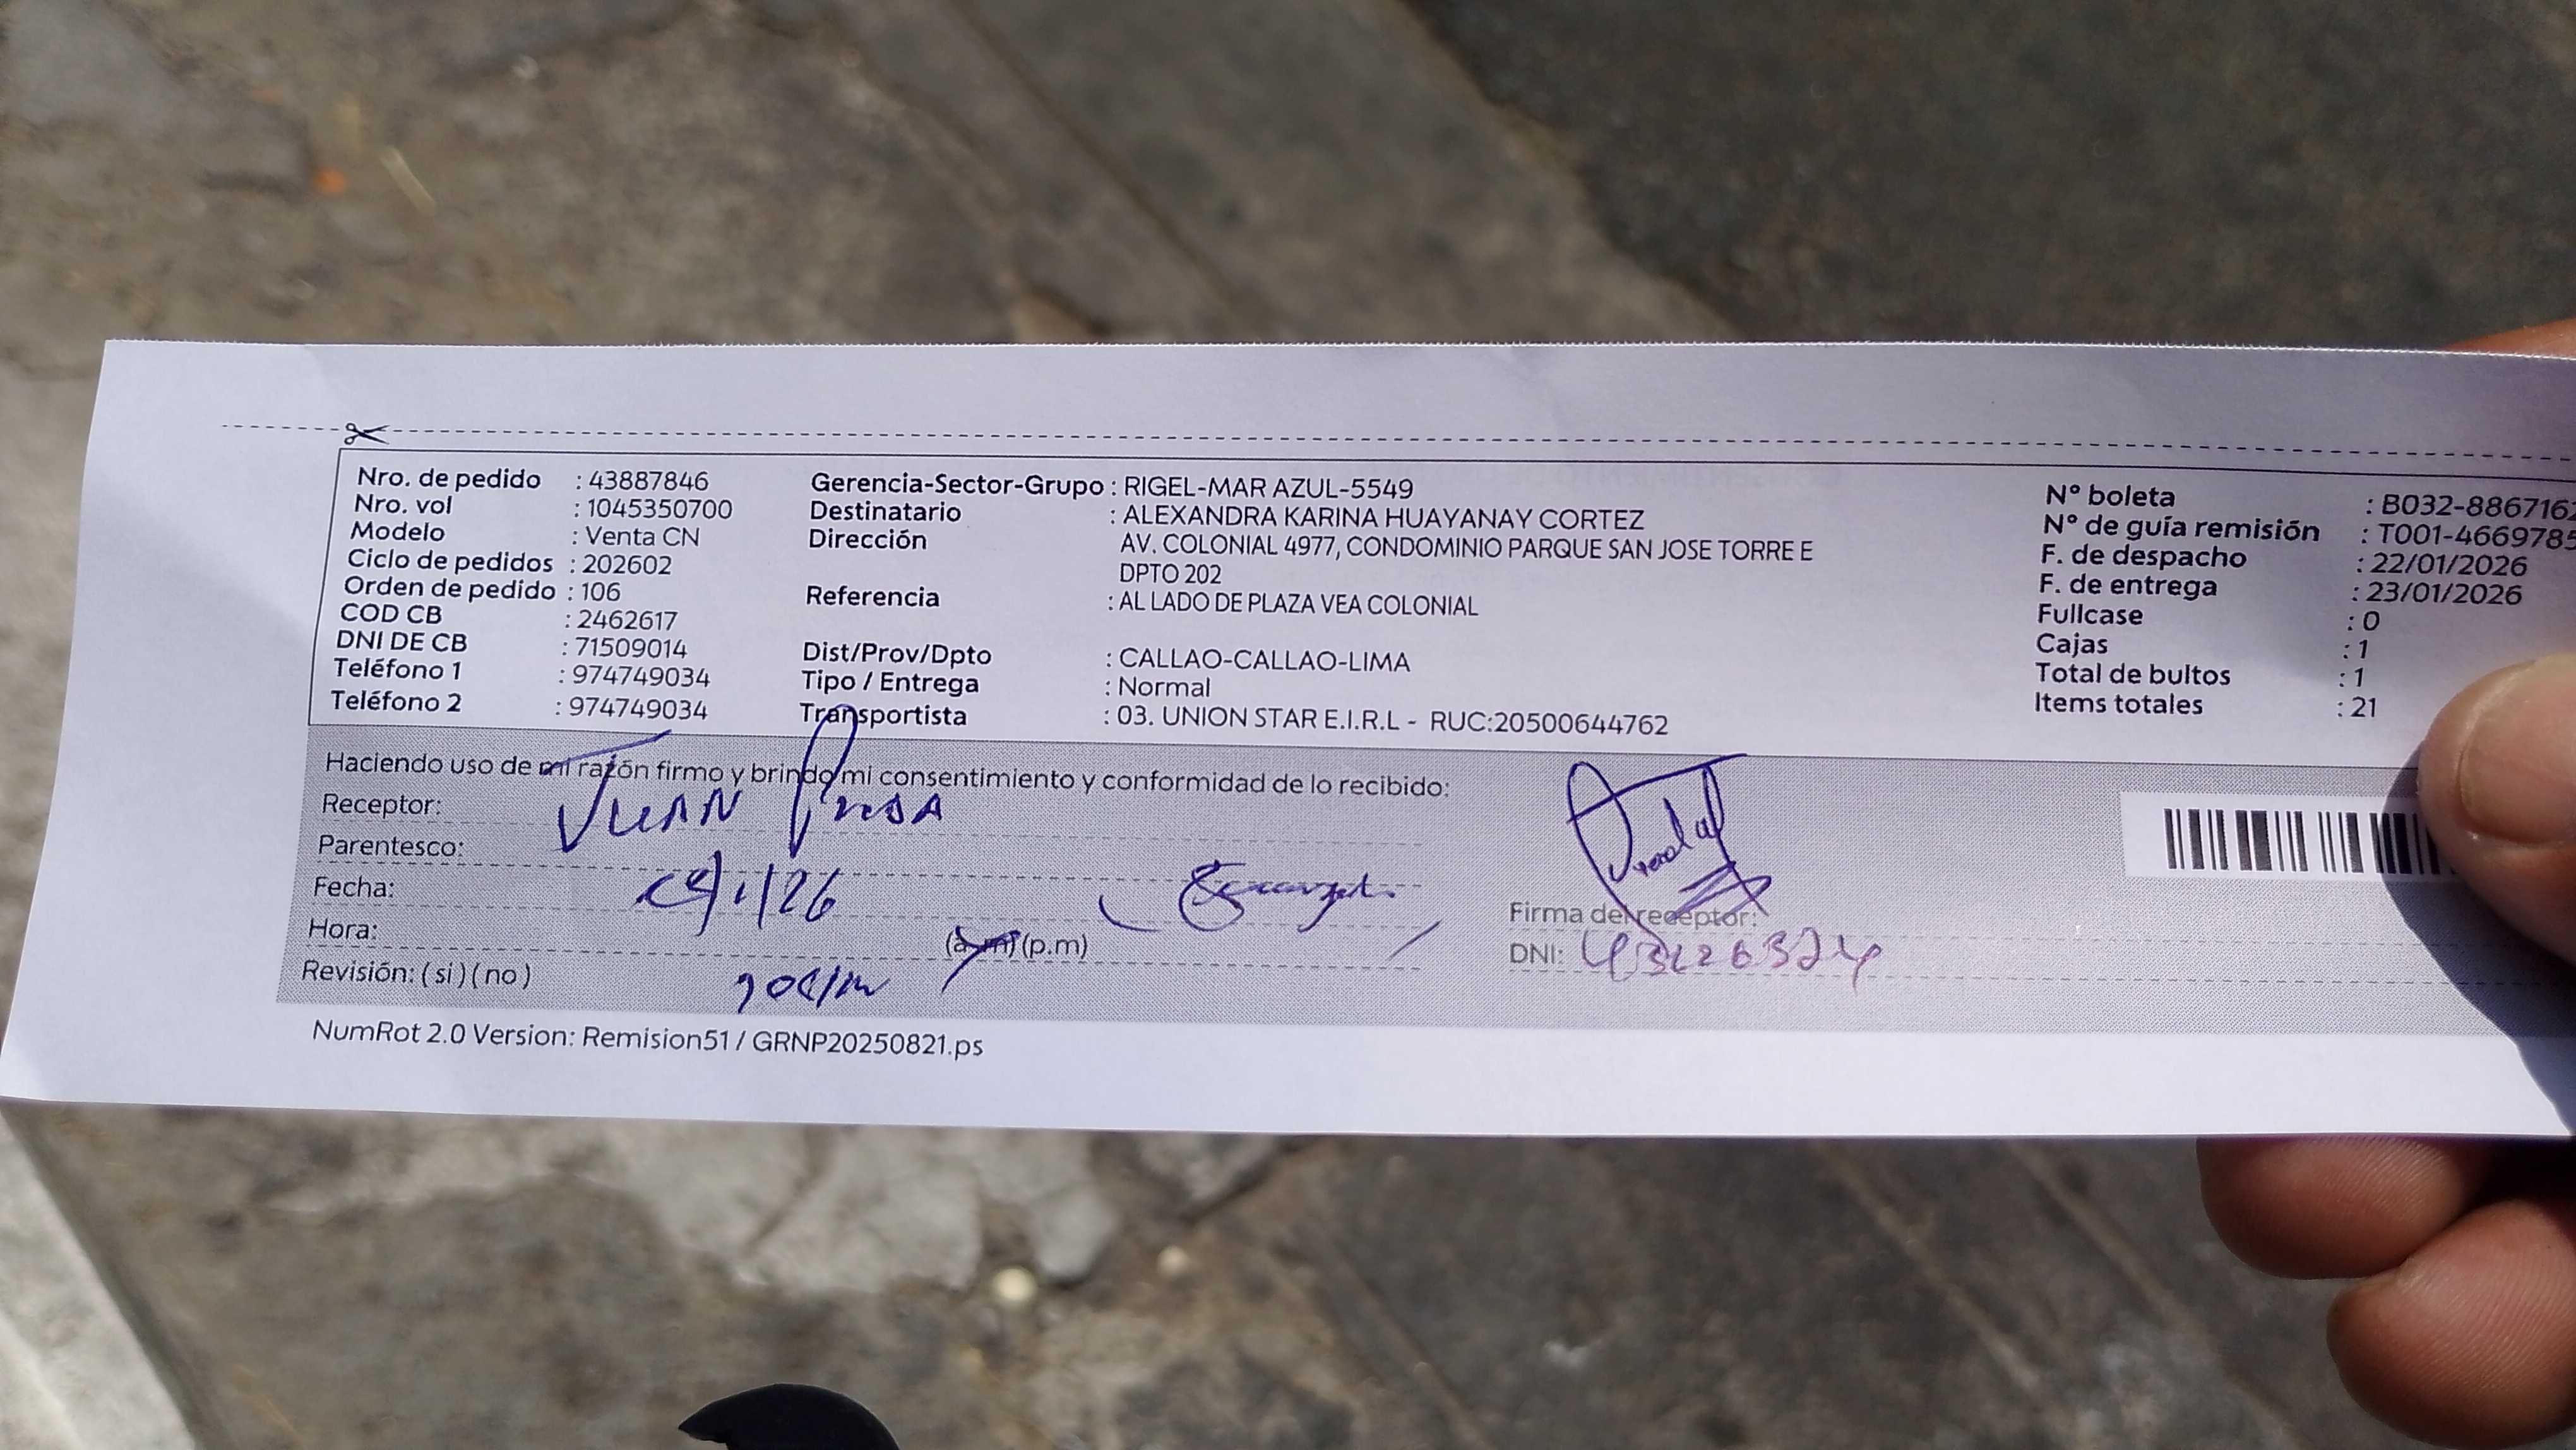 Nro. de pedido : 43887846
Nro. vol : 1045350700
Modelo : Venta CN
Ciclo de pedidos : 202602
Orden de pedido : 106
COD CB : 2462617
DNI DE CB : 71509014
Teléfono 1 : 974749034
Teléfono 2 : 974749034
Gerencia-Sector-Grupo : RIGEL-MAR AZUL-5549
Destinatario : ALEXANDRA KARINA HUAYANAY CORTEZ
Dirección AV. COLONIAL 4977, CONDOMINIO PARQUE SAN JOSE TORRE E
DPTO 202
Referencia : AL LADO DE PLAZA VEA COLONIAL
Dist/Prov/Dpto : CALLAO-CALLAO-LIMA
Tipo / Entrega : Normal
Transportista : 03. UNION STAR E.I.R.L - RUC:20500644762
N° boleta : B032-886716
N° de guía remisión : T001-4669785
F. de despacho : 22/01/2026
F. de entrega : 23/01/2026
Fullcase : 0
Cajas : 1
Total de bultos : 1
Items totales : 21
Haciendo uso de mi razón firmo y brindo mi consentimiento y conformidad de lo recibido:
Receptor: JUAN
Parentesco:
Fecha:
Hora: (a.m) (p.m)
Revisión: (si) (no)
Firma del receptor:
DNI:
NumRot 2.0 Version: Remision51 / GRNP20250821.ps